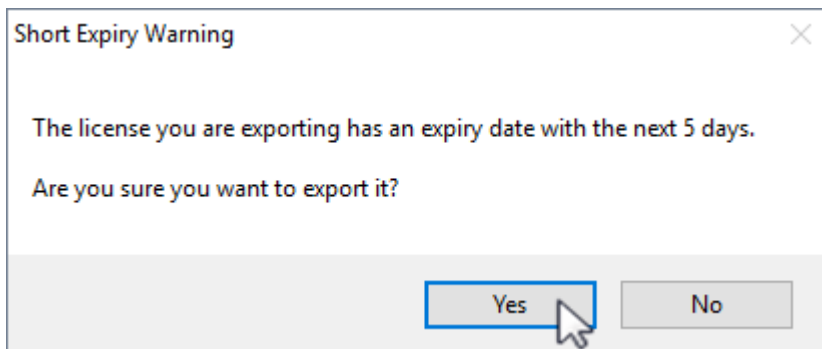 Short Expiry Warning
The license you are exporting has an expiry date with the next 5 days.
Are you sure you want to export it?
Yes
No